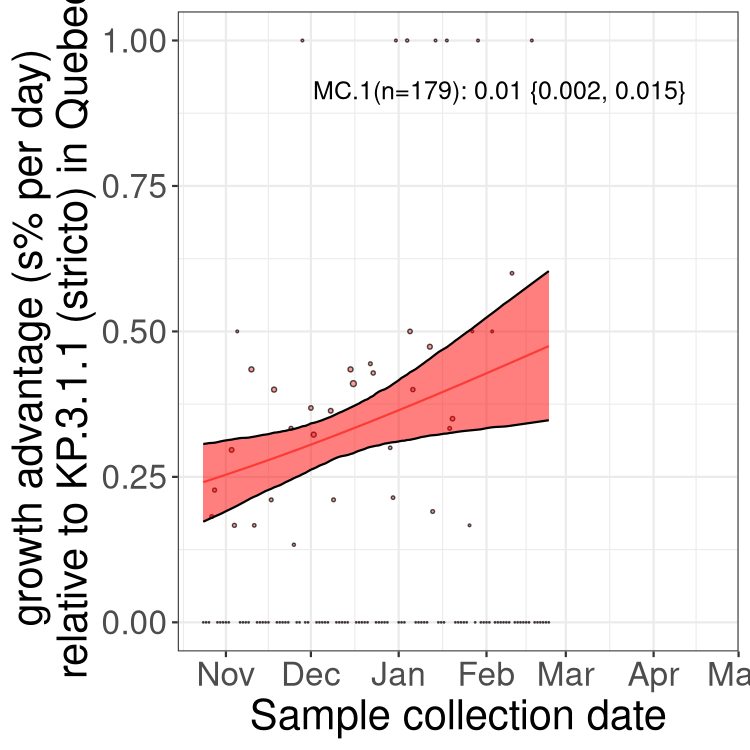 growth advantage (s% per day)
relative to KP.3.1.1 (stricto) in Quebec
1.00
0.75
0.50
0.25
0.00
MC.1(n=179): 0.01 {0.002, 0.015}
Nov Dec Jan Feb Mar Apr Ma
Sample collection date